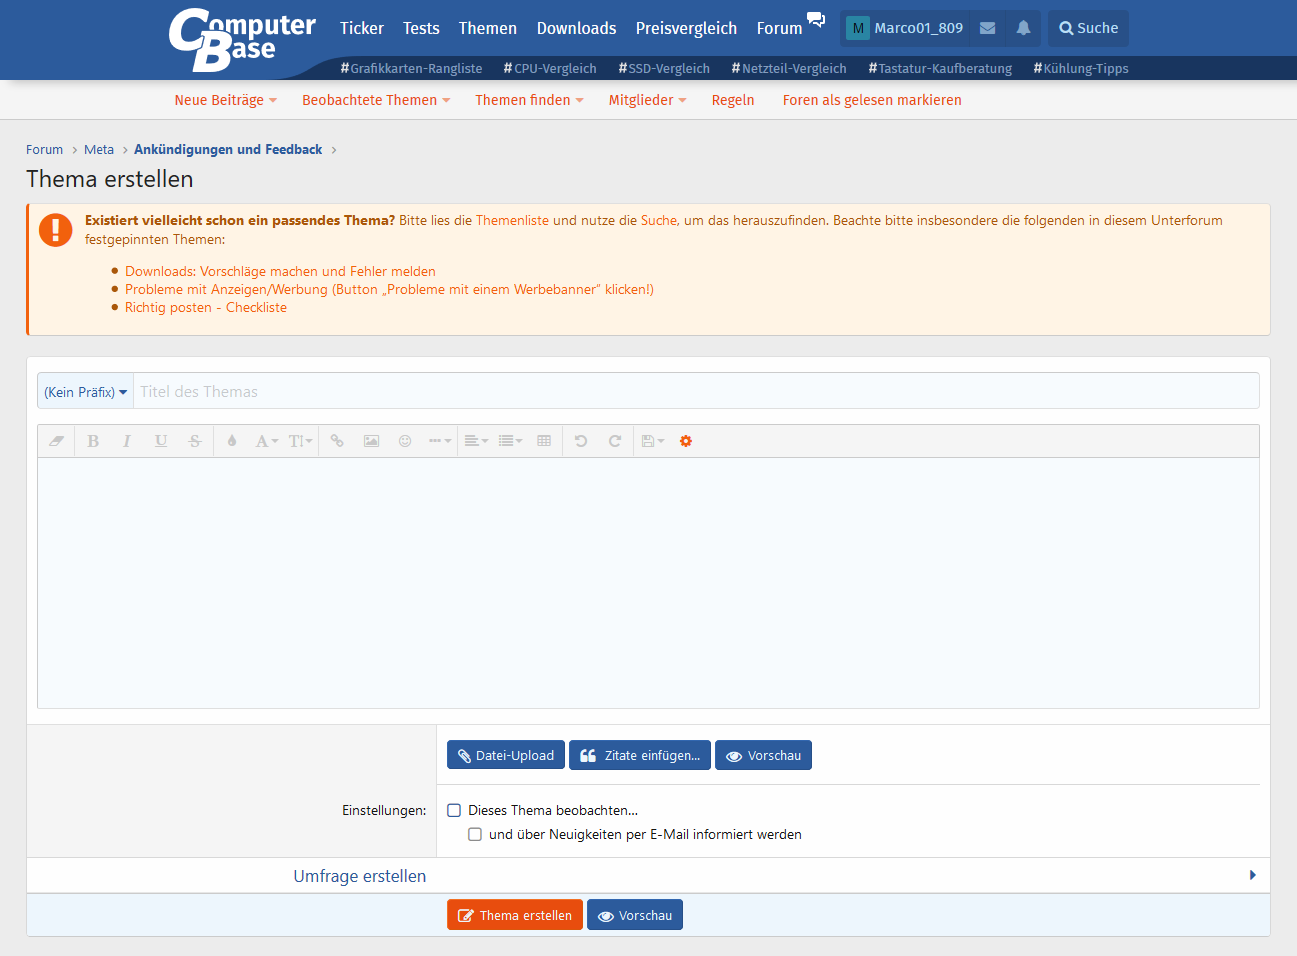 ComputerBase
Ticker Tests Themen Downloads Preisvergleich Forum M Marco01_809 Suche
#Grafikkarten-Rangliste #CPU-Vergleich #SSD-Vergleich #Netzteil-Vergleich #Tastatur-Kaufberatung #Kühlung-Tipps
Neue Beiträge Beobachtete Themen Themen finden Mitglieder Regeln Foren als gelesen markieren
Forum Meta Ankündigungen und Feedback
Thema erstellen
Existiert vielleicht schon ein passendes Thema? Bitte lies die Themenliste und nutze die Suche, um das herauszufinden. Beachte bitte insbesondere die folgenden in diesem Unterforum
festgepinnten Themen:
Downloads: Vorschläge machen und Fehler melden
Probleme mit Anzeigen/Werbung (Button „Probleme mit einem Werbebanner“ klicken!)
Richtig posten - Checkliste
(Kein Präfix) Titel des Themas
B I U S A T
Datei-Upload Zitate einfügen... Vorschau
Einstellungen: Dieses Thema beobachten...
und über Neuigkeiten per E-Mail informiert werden
Umfrage erstellen
Thema erstellen Vorschau